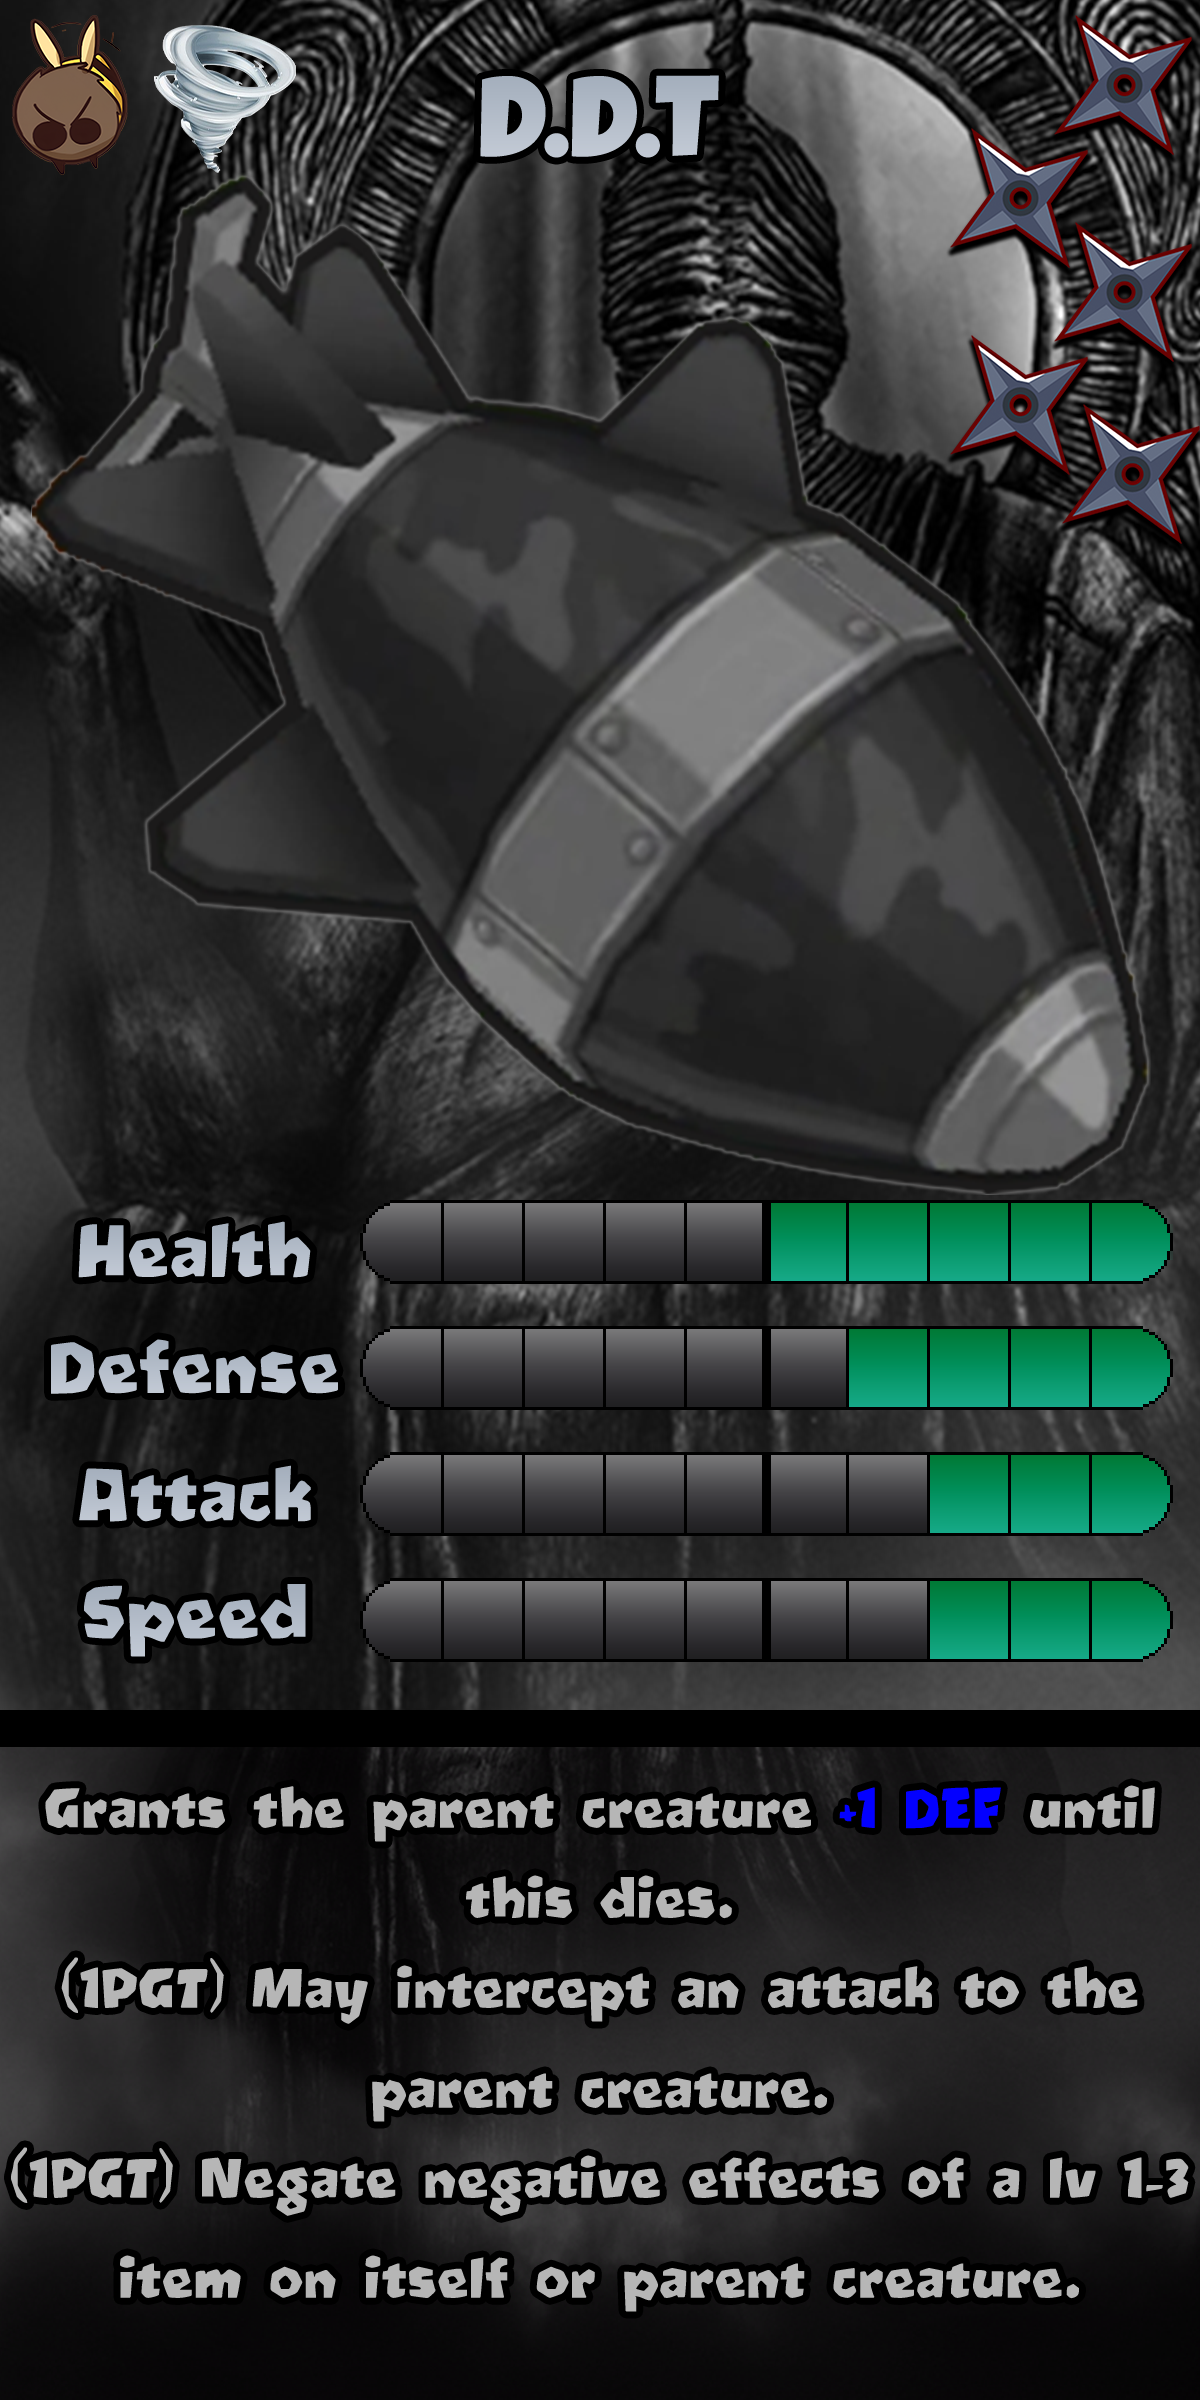 D.D.T
Health
Defense
Attack
Speed
Grants the parent creature +1 DEF until
this dies.
(1PGT) May intercept an attack to the
parent creature.
(1PGT) Negate negative effects of a lv 1-3
item on itself or parent creature.